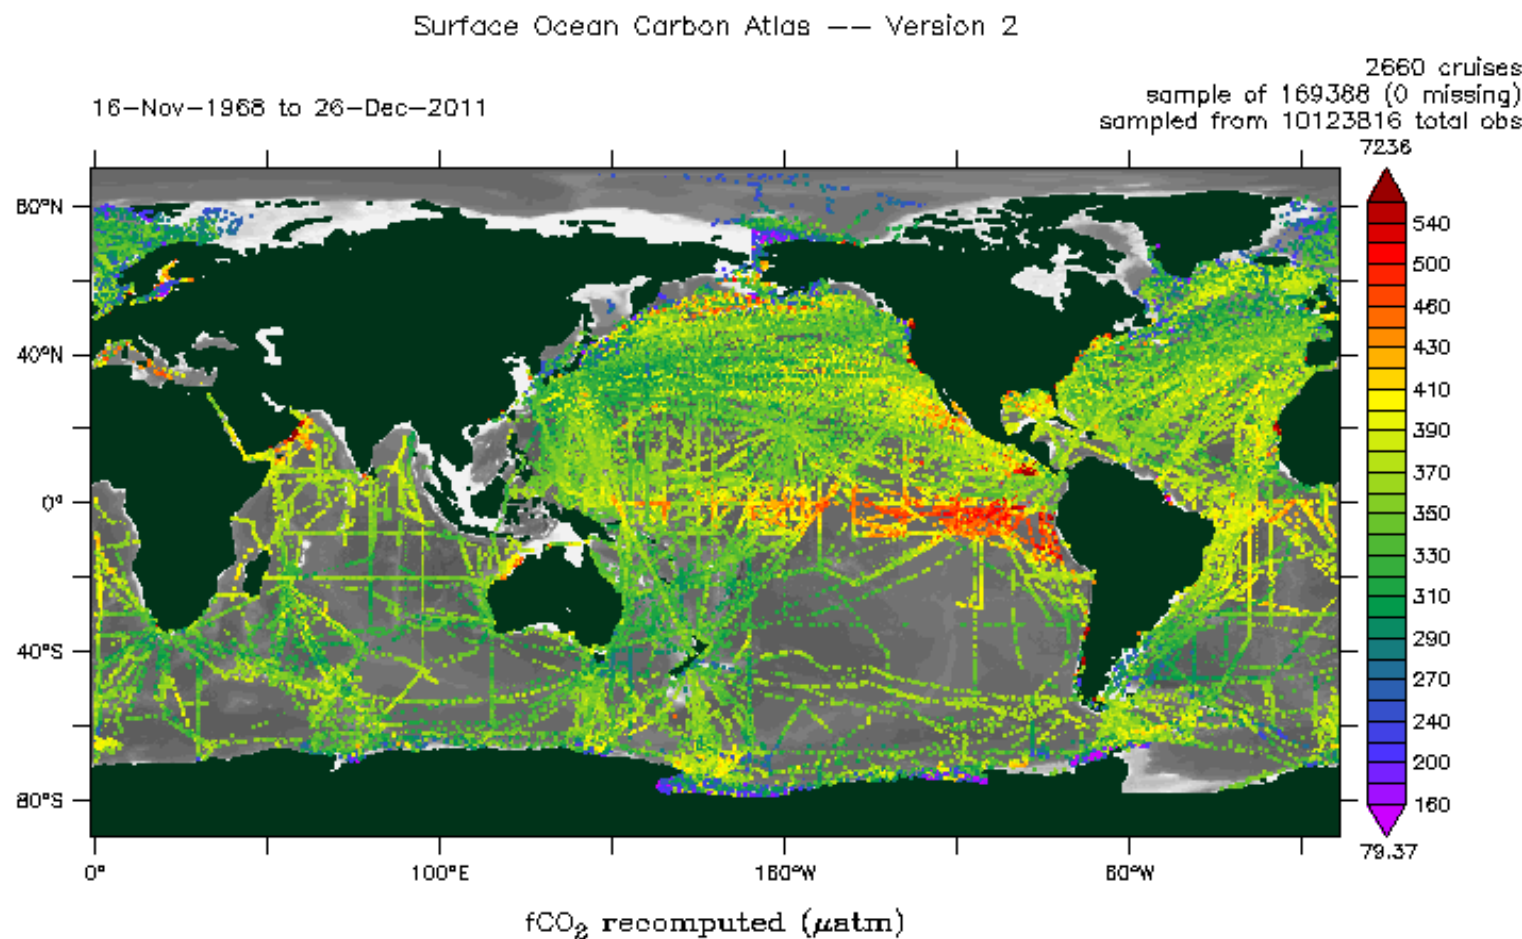 Surface Ocean Carbon Atlas —— Version 2
2660 cruises
sample of 169388 (0 missing)
16-Nov-1968 to 26-Dec-2011
sampled from 10123816 total obs
7236
80°N
40°N
0°
40°S
80°S
540
500
460
430
410
390
370
350
330
310
290
270
240
200
160
79.37
0°
100°E
160°W
60°W
fCO₂ recomputed (μatm)